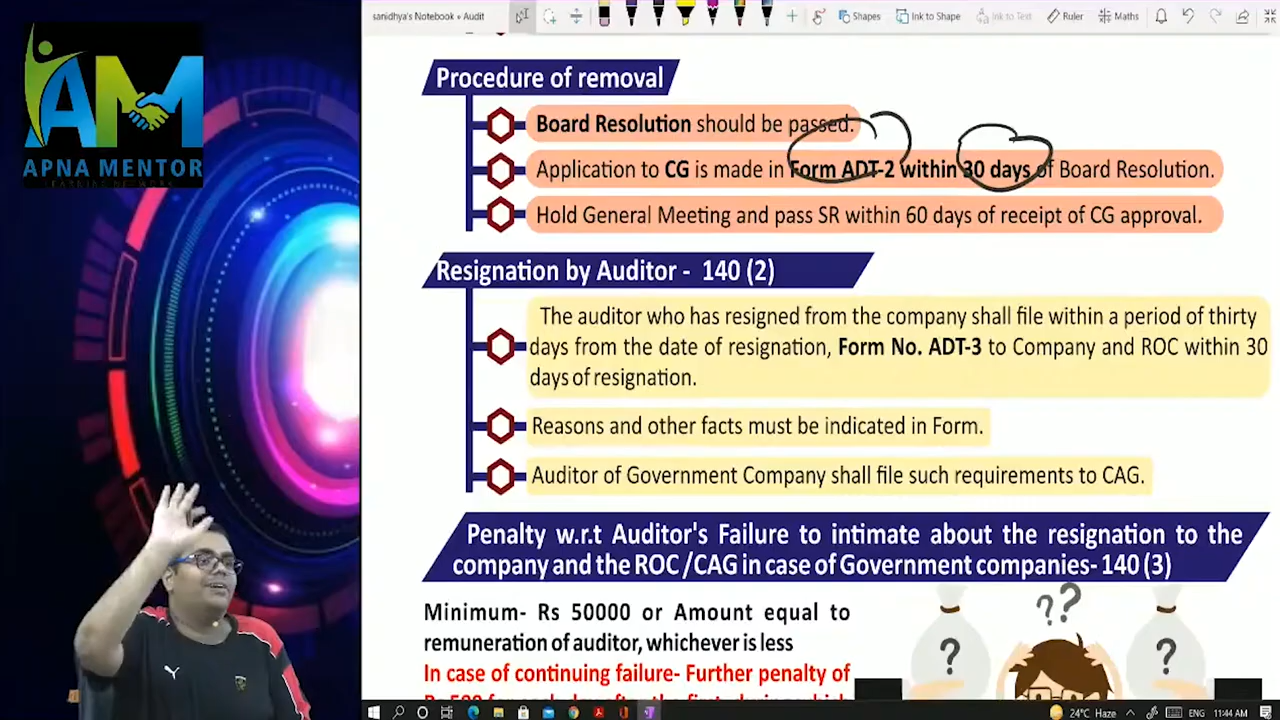 sanidhya's Notebook » Audit
Shapes
Ink to Shape
Ink to Text
Ruler
Maths
AM
APNA MENTOR
Procedure of removal
Board Resolution should be passed.
Application to CG is made in Form ADT-2 within 30 days of Board Resolution.
Hold General Meeting and pass SR within 60 days of receipt of CG approval.
Resignation by Auditor - 140 (2)
The auditor who has resigned from the company shall file within a period of thirty
days from the date of resignation, Form No. ADT-3 to Company and ROC within 30
days of resignation.
Reasons and other facts must be indicated in Form.
Auditor of Government Company shall file such requirements to CAG.
Penalty w.r.t Auditor's Failure to intimate about the resignation to the
company and the ROC /CAG in case of Government companies- 140 (3)
Minimum- Rs 50000 or Amount equal to
remuneration of auditor, whichever is less
In case of continuing failure- Further penalty of
??
?
?
24°C Haze
ENG
11:44 AM